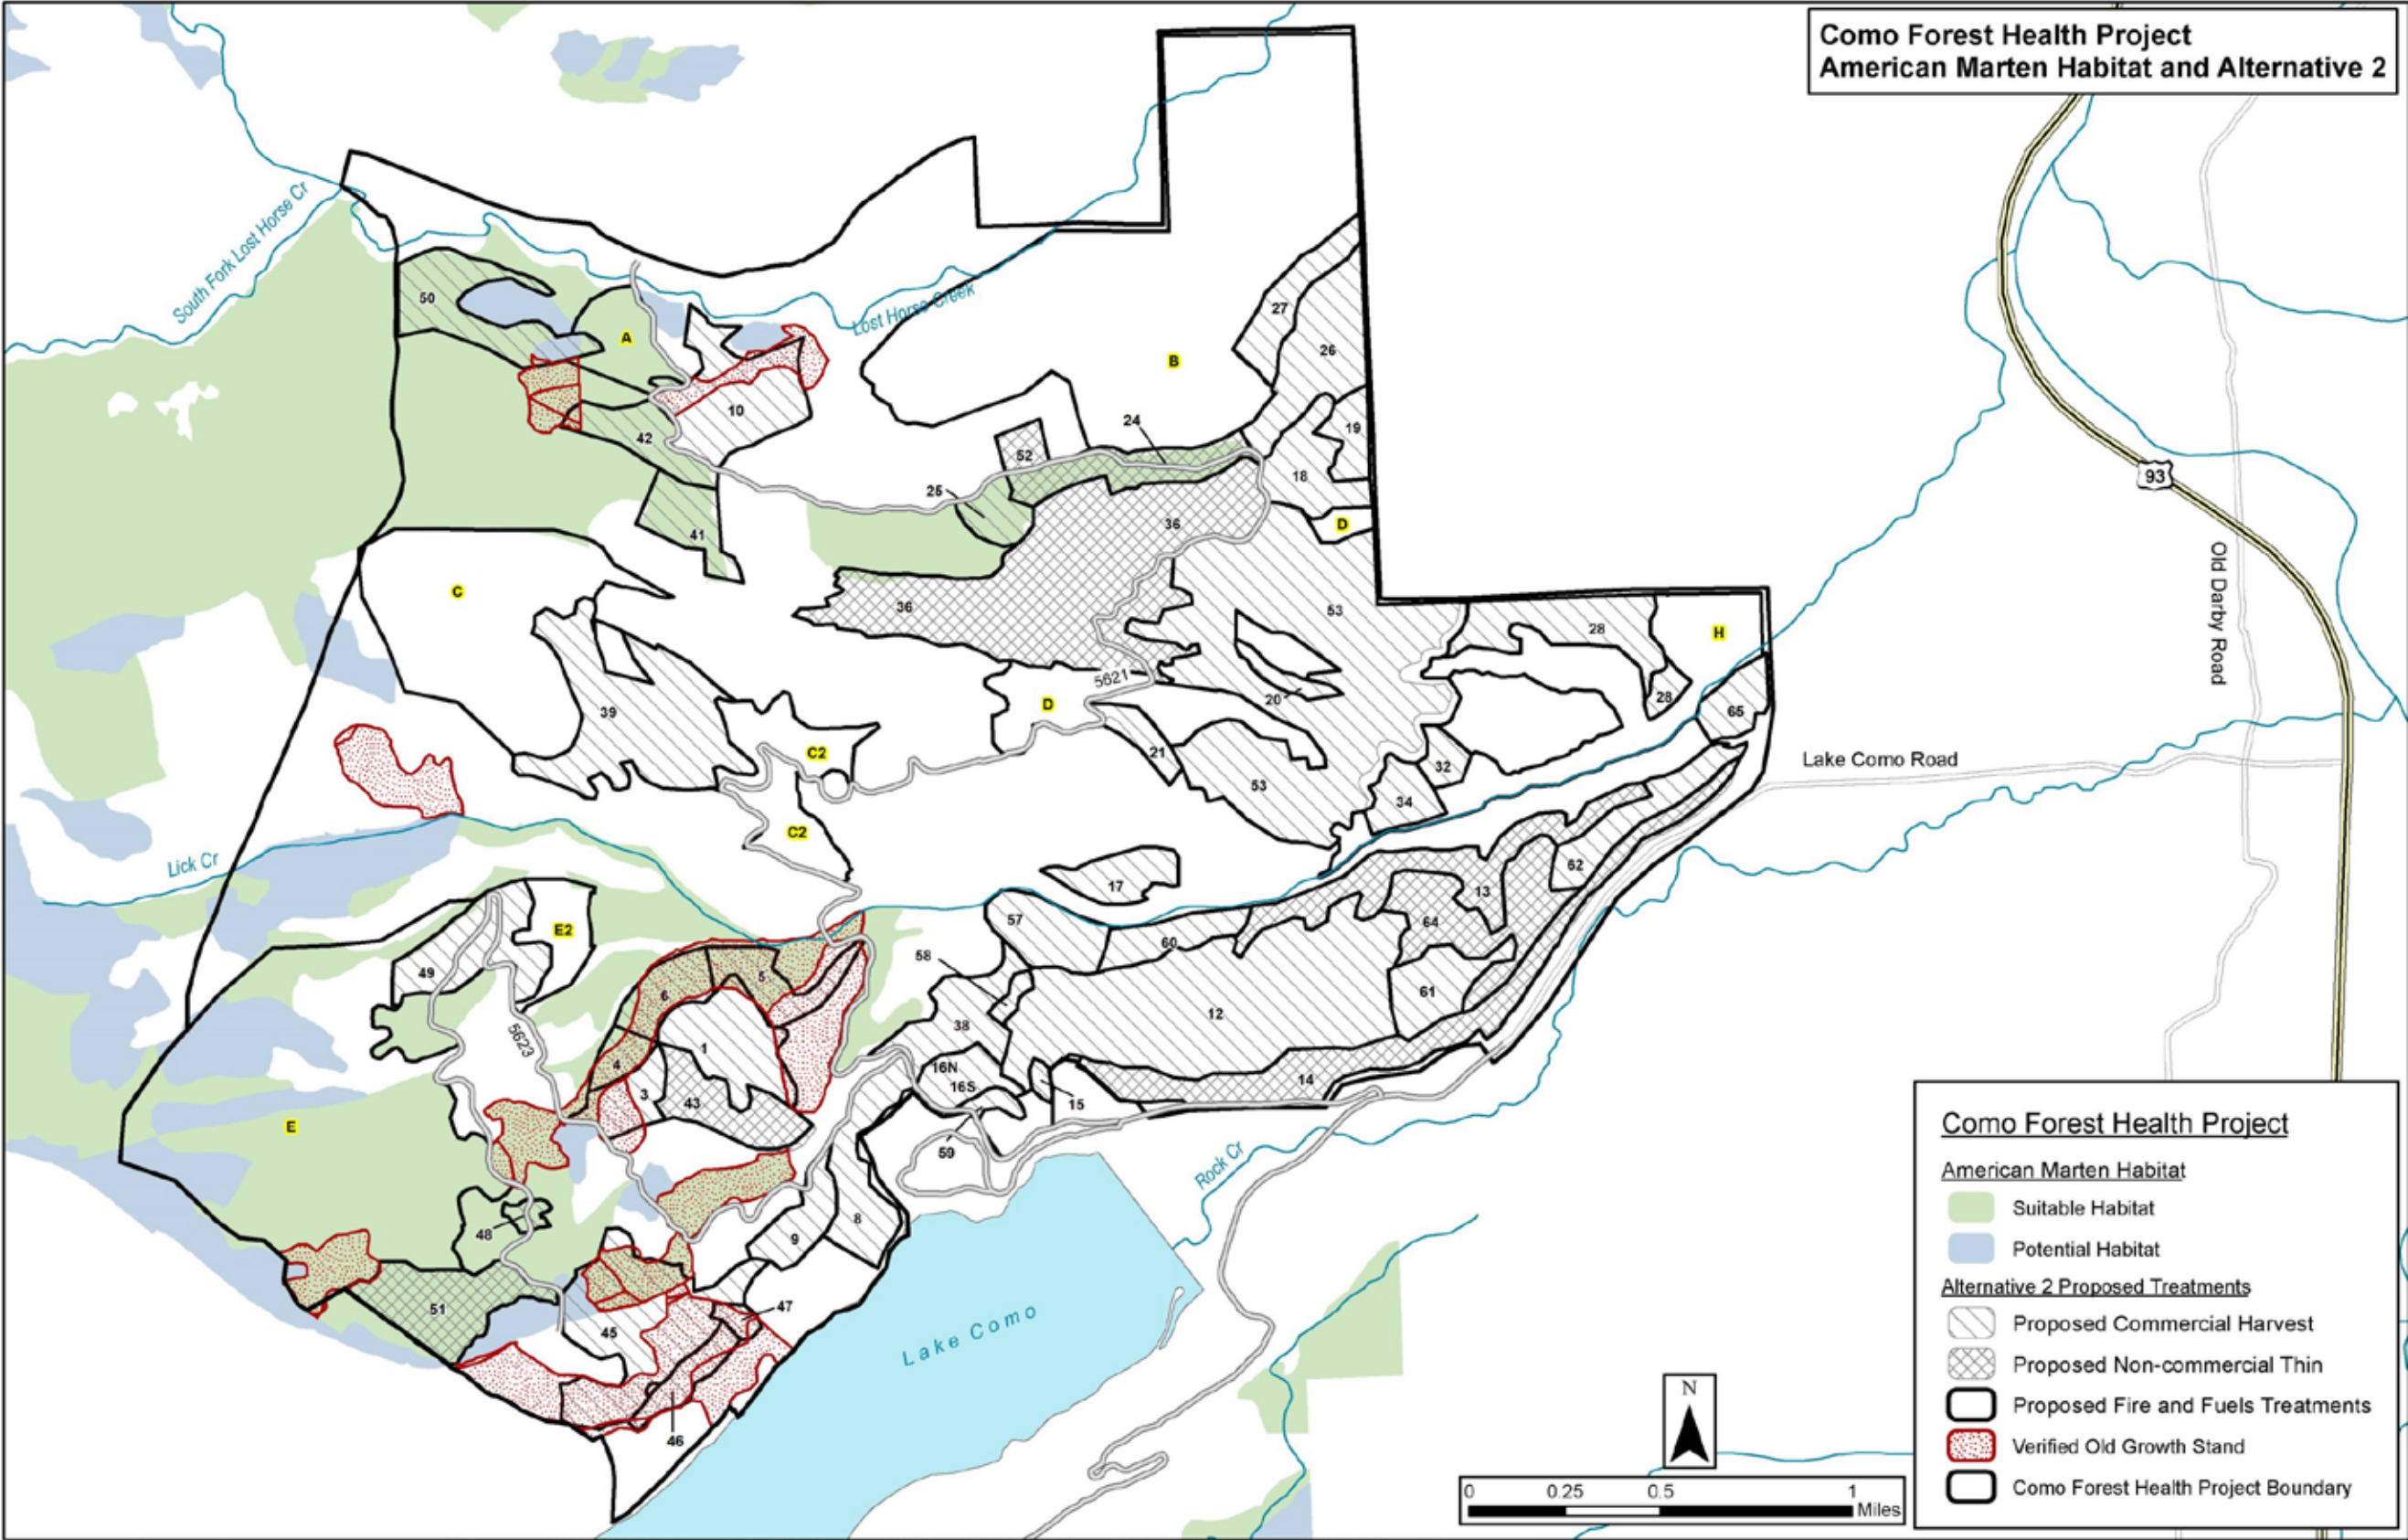 Como Forest Health Project
American Marten Habitat and Alternative 2
South Fork Lost Horse Cr
Lost Horse Creek
50
A
10
42
41
B
27
26
24
19
52
18
25
36
D
C
36
53
28
H
39
5621
20
28
65
D
C2
21
53
32
34
C2
93
Old Darby Road
Lake Como Road
Lick Cr
17
62
13
57
64
60
E2
58
49
5
6
61
12
38
5623
1
4
16N
16S
14
3
43
15
E
59
Rock Cr
48
8
9
51
47
45
46
Lake Como
N
0 0.25 0.5 1
Miles
Como Forest Health Project
American Marten Habitat
Suitable Habitat
Potential Habitat
Alternative 2 Proposed Treatments
Proposed Commercial Harvest
Proposed Non-commercial Thin
Proposed Fire and Fuels Treatments
Verified Old Growth Stand
Como Forest Health Project Boundary